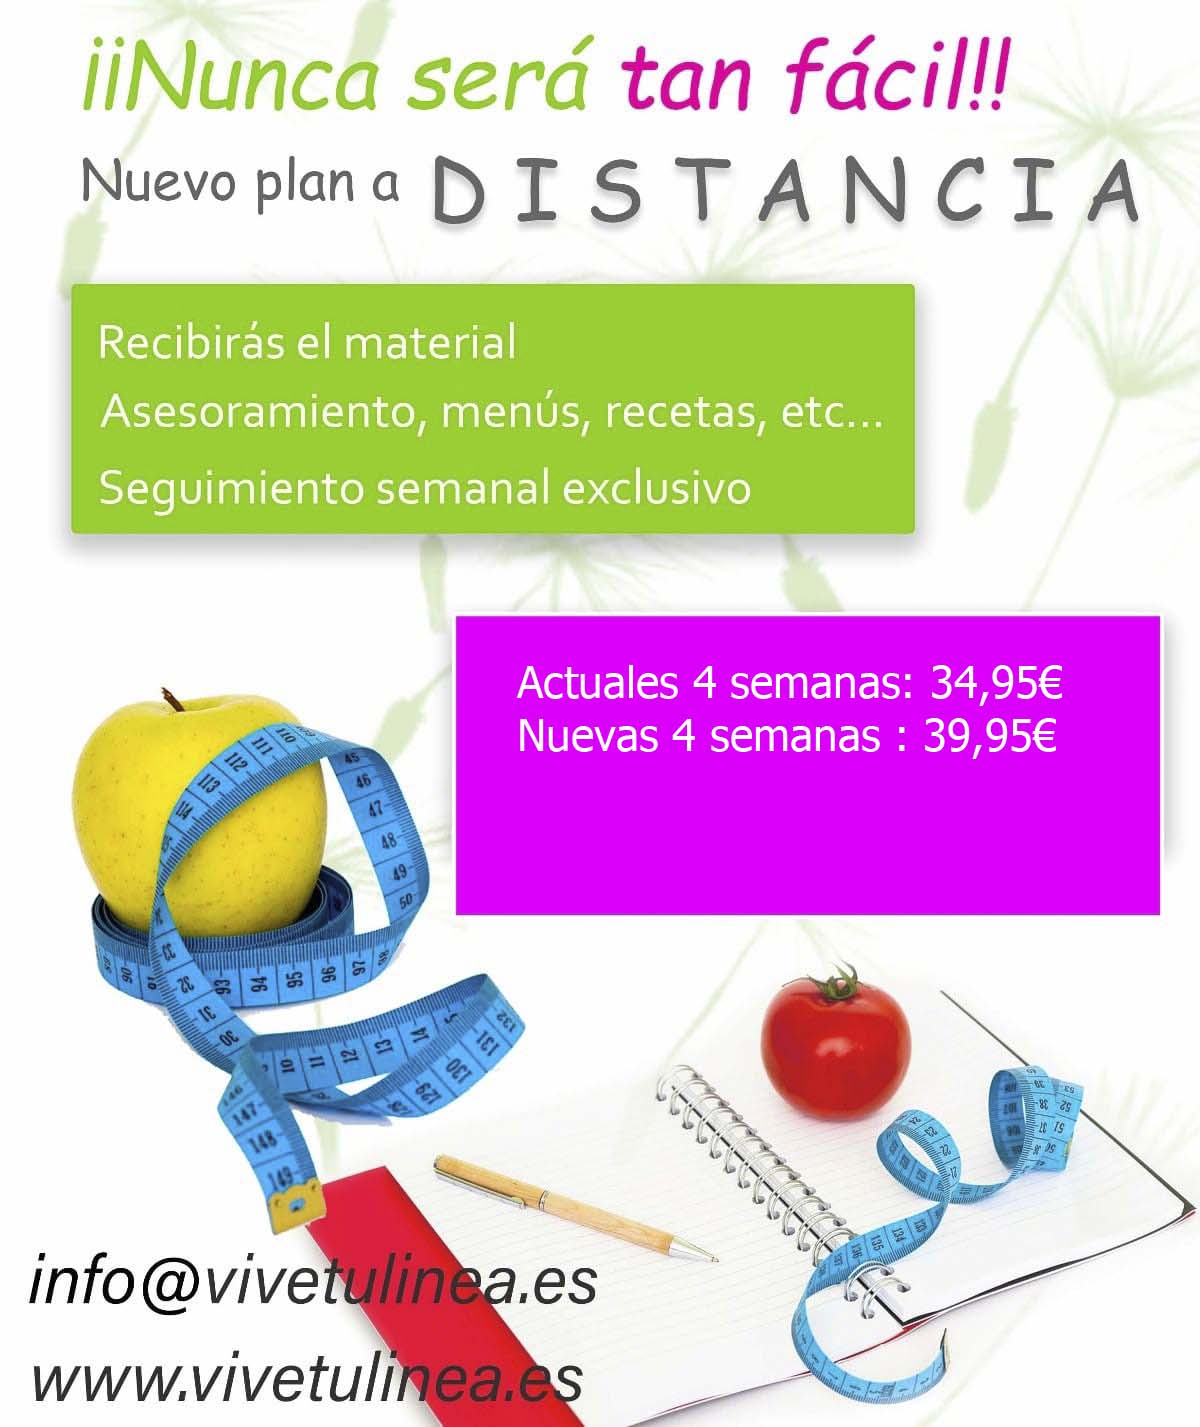 ¡¡Nunca será tan fácil!!
Nuevo plan a DISTANCIA
Recibirás el material
Asesoramiento, menús, recetas, etc...
Seguimiento semanal exclusivo
Actuales 4 semanas: 34,95€
Nuevas 4 semanas : 39,95€
info@vivetulinea.es
www.vivetulinea.es